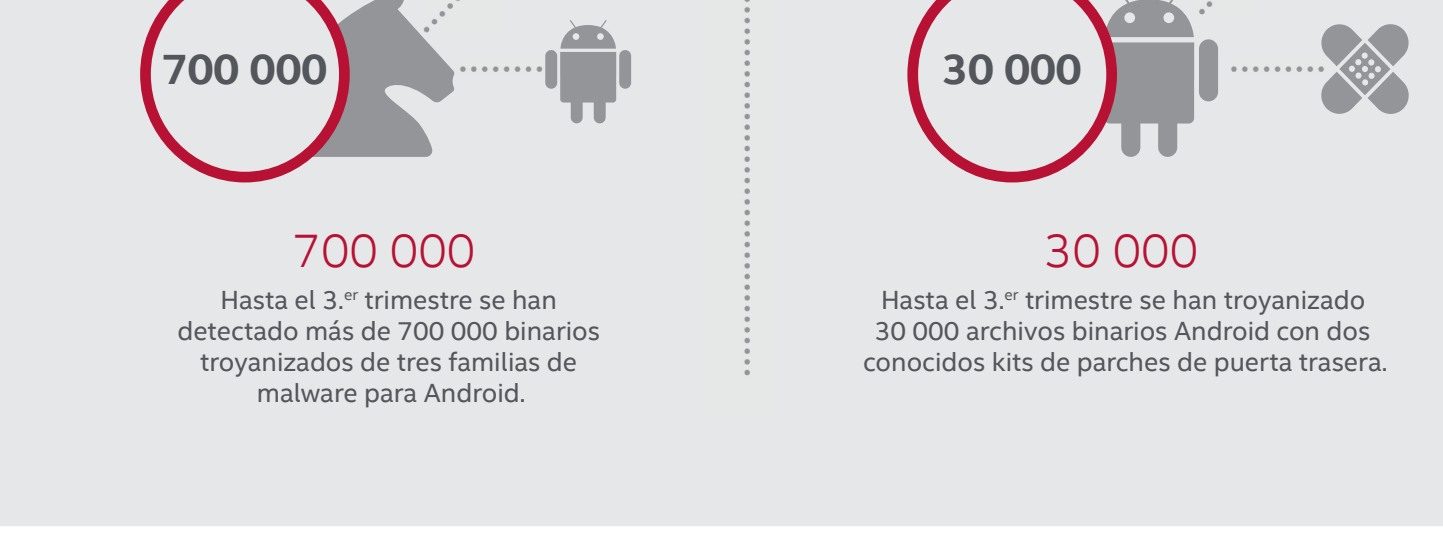 700 000
30 000
700 000
Hasta el 3.er trimestre se han
detectado más de 700 000 binarios
troyanizados de tres familias de
malware para Android.
30 000
Hasta el 3.er trimestre se han troyanizado
30 000 archivos binarios Android con dos
conocidos kits de parches de puerta trasera.